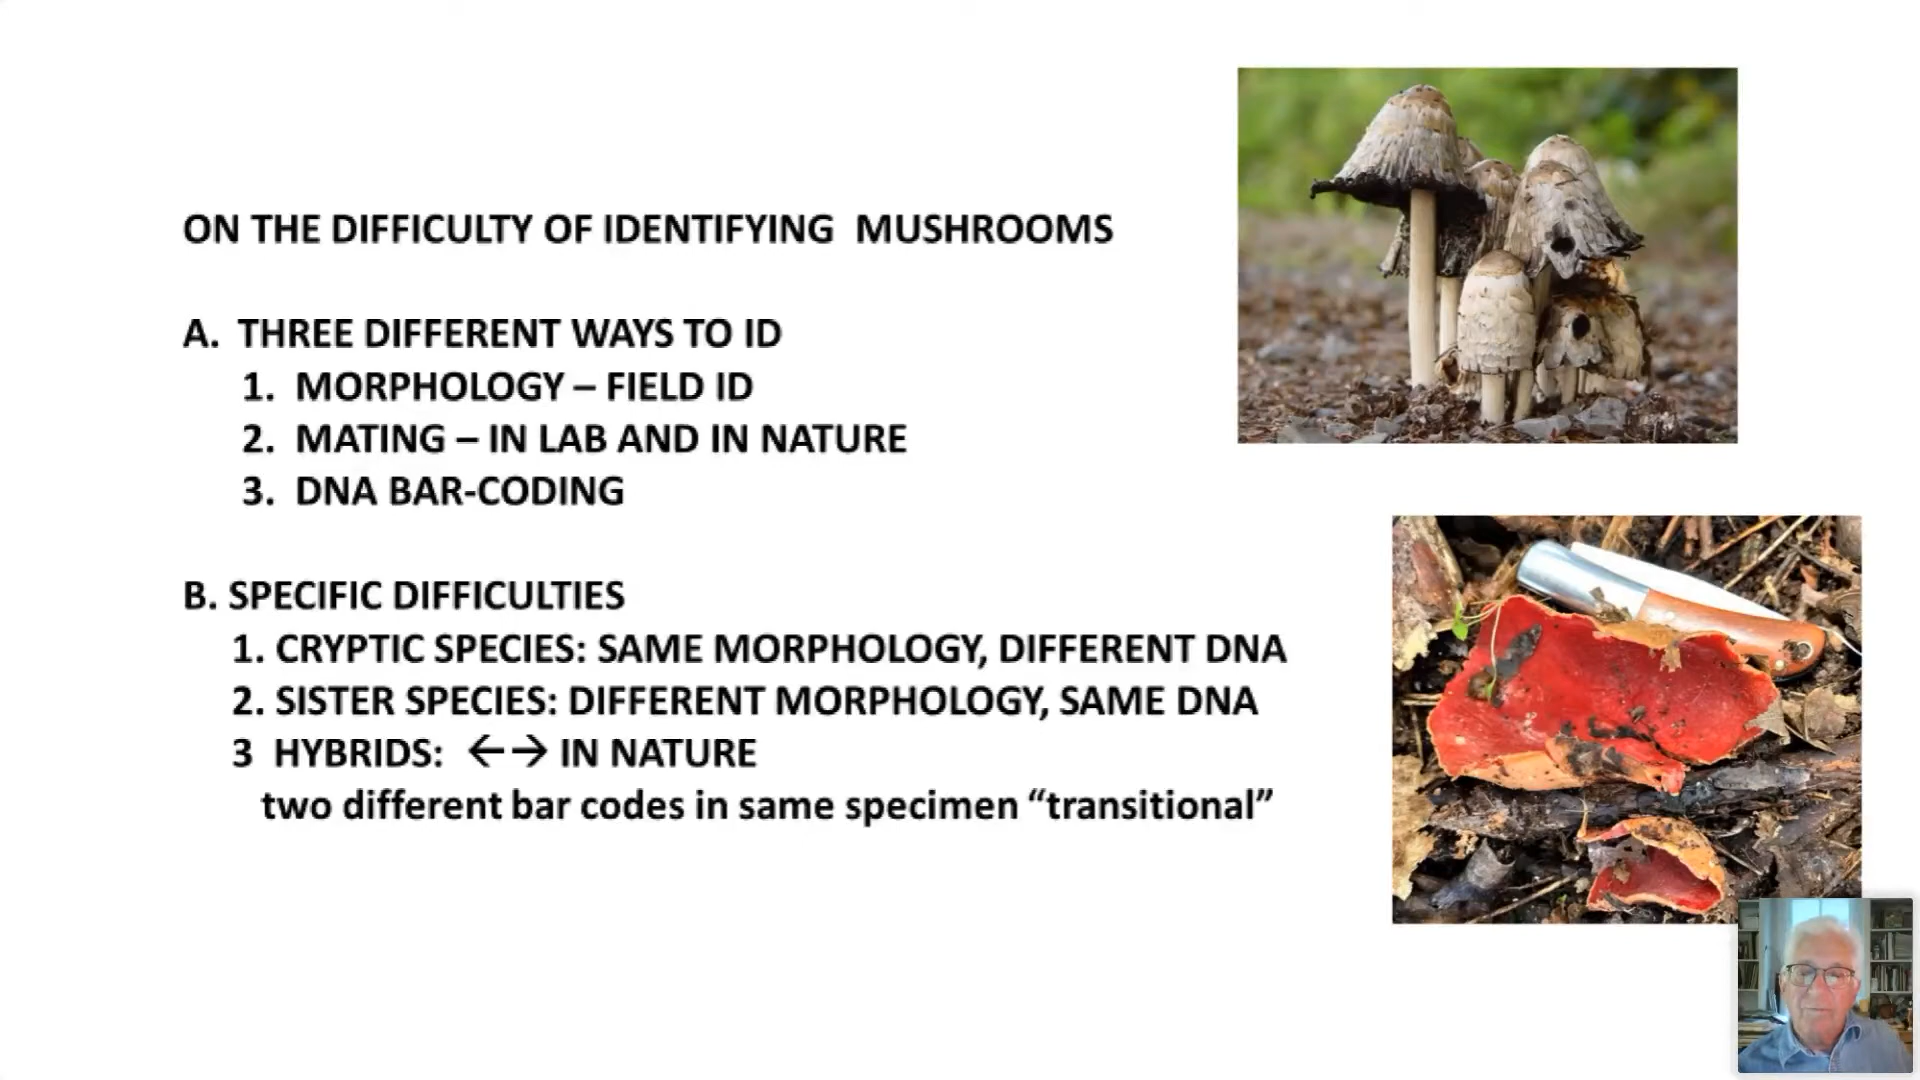 ON THE DIFFICULTY OF IDENTIFYING MUSHROOMS
A. THREE DIFFERENT WAYS TO ID
1. MORPHOLOGY – FIELD ID
2. MATING – IN LAB AND IN NATURE
3. DNA BAR-CODING
B. SPECIFIC DIFFICULTIES
1. CRYPTIC SPECIES: SAME MORPHOLOGY, DIFFERENT DNA
2. SISTER SPECIES: DIFFERENT MORPHOLOGY, SAME DNA
3 HYBRIDS: ←→ IN NATURE
two different bar codes in same specimen “transitional”